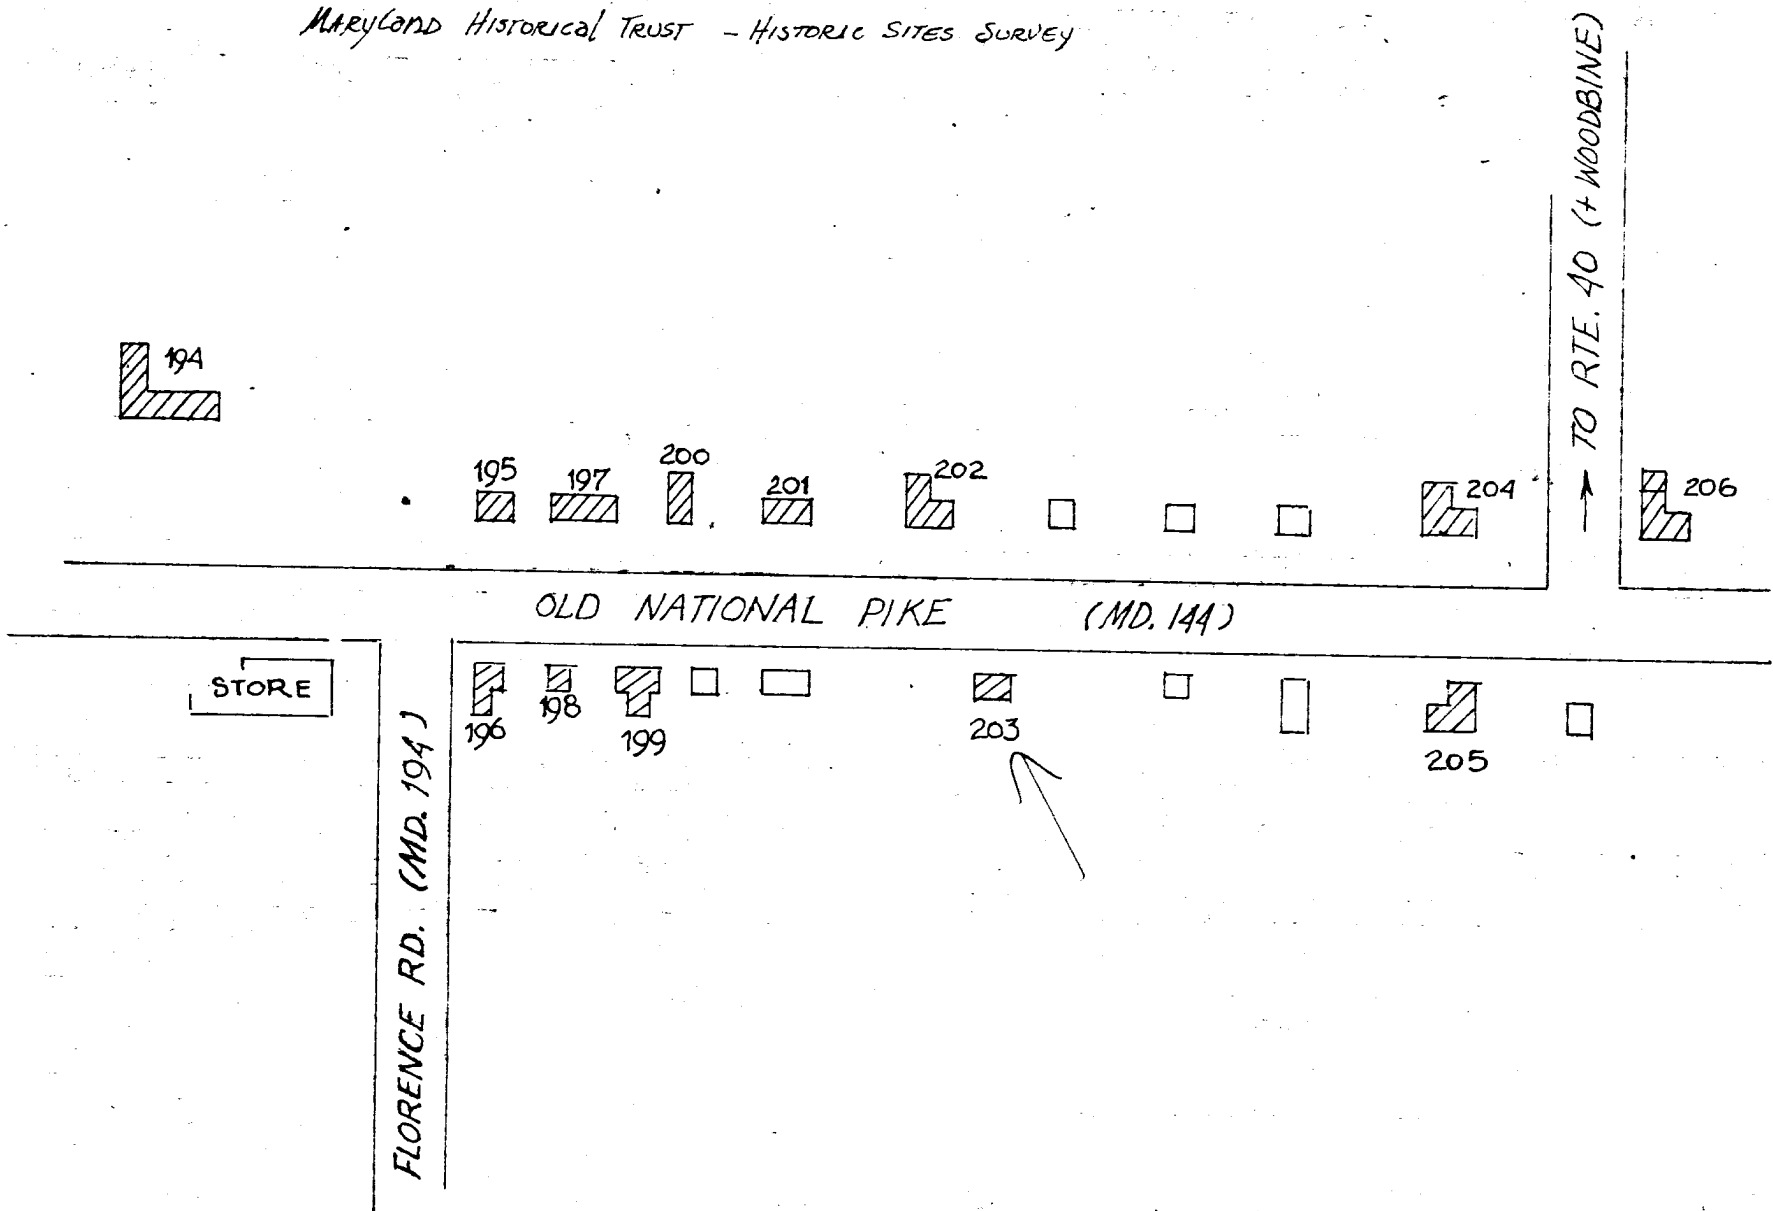 MARYLAND HISTORICAL TRUST - HISTORIC SITES SURVEY
→ TO RTE. 40 (+ WOODBINE)
194
195
197
200
201
202
204
206
OLD NATIONAL PIKE (MD. 144)
STORE
196
198
199
203
205
FLORENCE RD. (MD. 194)